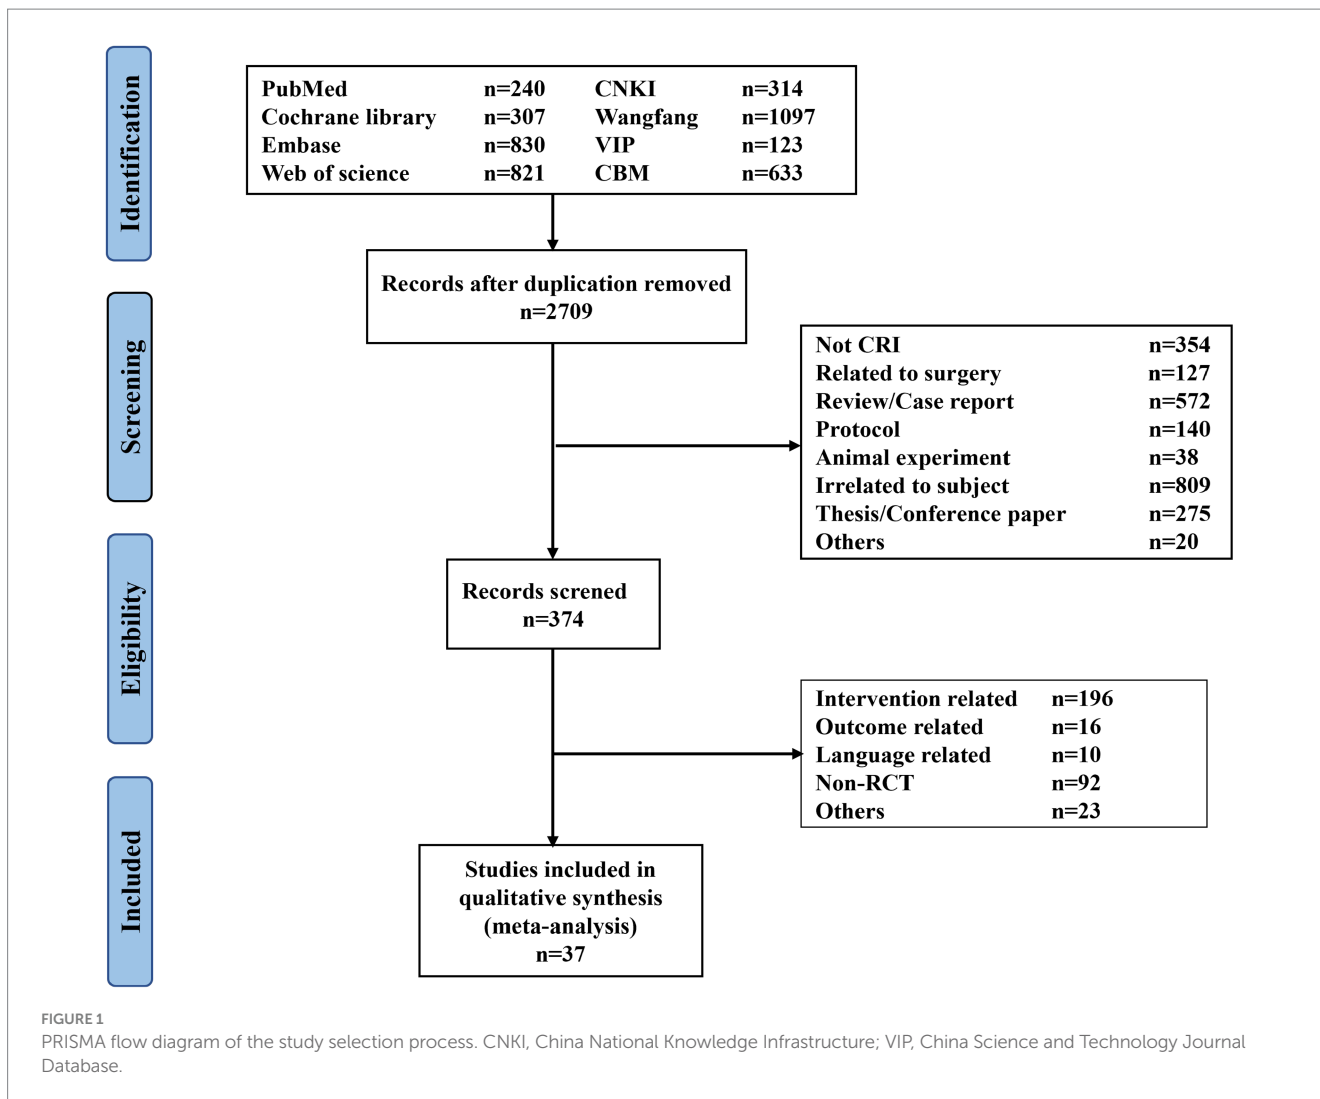 Identification
PubMed n=240 CNKI n=314
Cochrane library n=307 Wangfang n=1097
Embase n=830 VIP n=123
Web of science n=821 CBM n=633
Records after duplication removed
n=2709
Screening
Not CRI n=354
Related to surgery n=127
Review/Case report n=572
Protocol n=140
Animal experiment n=38
Irrelated to subject n=809
Thesis/Conference paper n=275
Others n=20
Eligibility
Records screned
n=374
Intervention related n=196
Outcome related n=16
Language related n=10
Non-RCT n=92
Others n=23
Included
Studies included in
qualitative synthesis
(meta-analysis)
n=37
FIGURE 1
PRISMA flow diagram of the study selection process. CNKI, China National Knowledge Infrastructure; VIP, China Science and Technology Journal
Database.